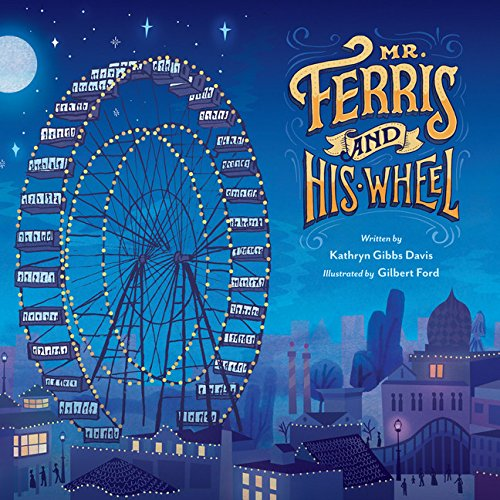 MR.
FERRIS
AND
HIS·WHEEL
Written by
Kathryn Gibbs Davis
Illustrated by Gilbert Ford